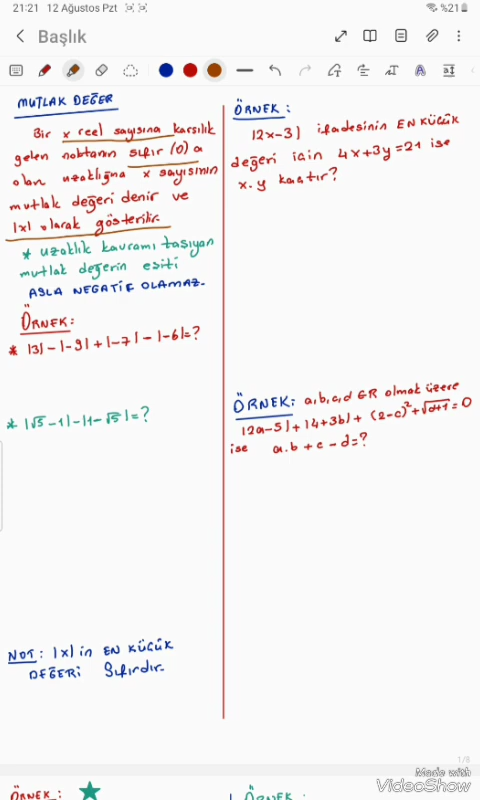 21:21 12 Ağustos Pzt %21
Başlık
MUTLAK DEĞER
Bir x reel sayısına karşılık
gelen noktanın sıfır (0) a
olan uzaklığına x sayısının
mutlak değeri denir ve
|x| olarak gösterilir.
* uzaklık kavramı taşıyan
mutlak değerin eşiti
ASLA NEGATİF OLAMAZ.
ÖRNEK:
* |3|-|-9|+|-7|-|-6|=?
* |√5-1|-|1-√5|=?
NOT: |x| in EN KÜÇÜK
DEĞERİ Sıfırdır.
ÖRNEK:
|2x-3| ifadesinin EN KÜÇÜK
değeri için 4x+3y=21 ise
x.y kaçtır?
ÖRNEK: a,b,c,d ∈ R olmak üzere
|2a-5|+|4+3b|+(2-c)²+√d+1=0
ise a.b+c-d=?
1/8
Made with
VideoShow
ÖRNEK:
ÖRNEK: